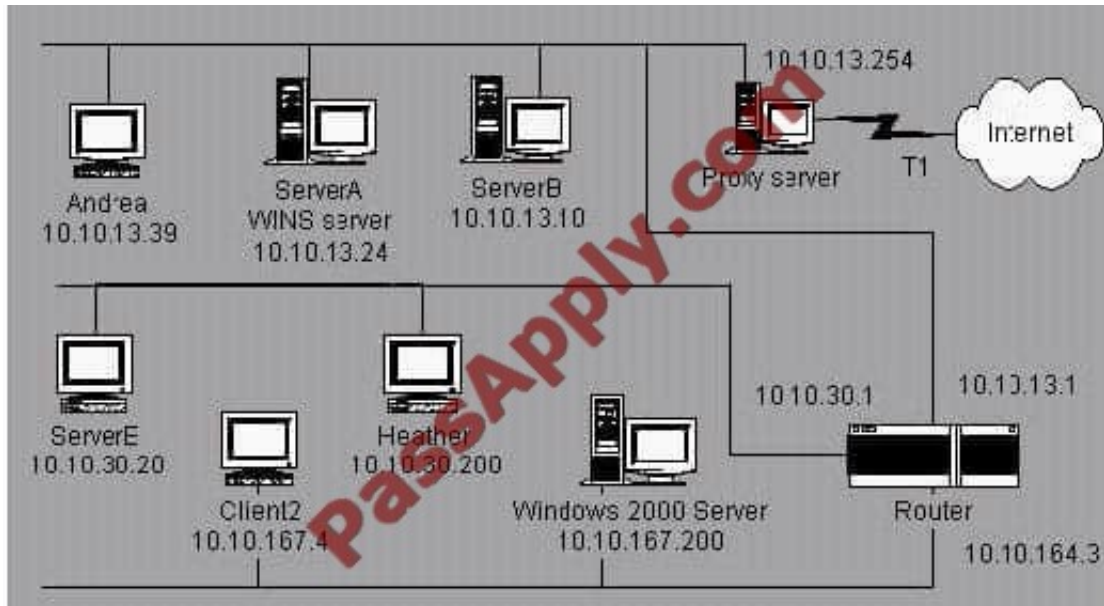 10.10.13.254
Internet
T1
Proxy server
Andrea
10.10.13.39
ServerA
WINS server
10.10.13.24
ServerB
10.10.13.10
PassApply.com
ServerE
10.10.30.20
Heather
10.10.30.200
10.10.30.1
10.10.13.1
Client2
10.10.167.4
Windows 2000 Server
10.10.167.200
Router
10.10.164.3